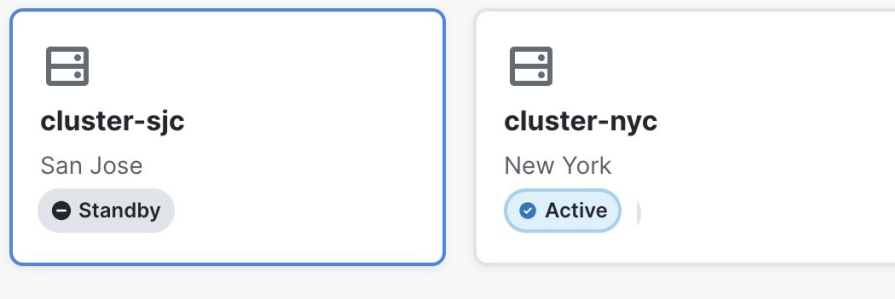 cluster-sjc
San Jose
Standby
cluster-nyc
New York
Active